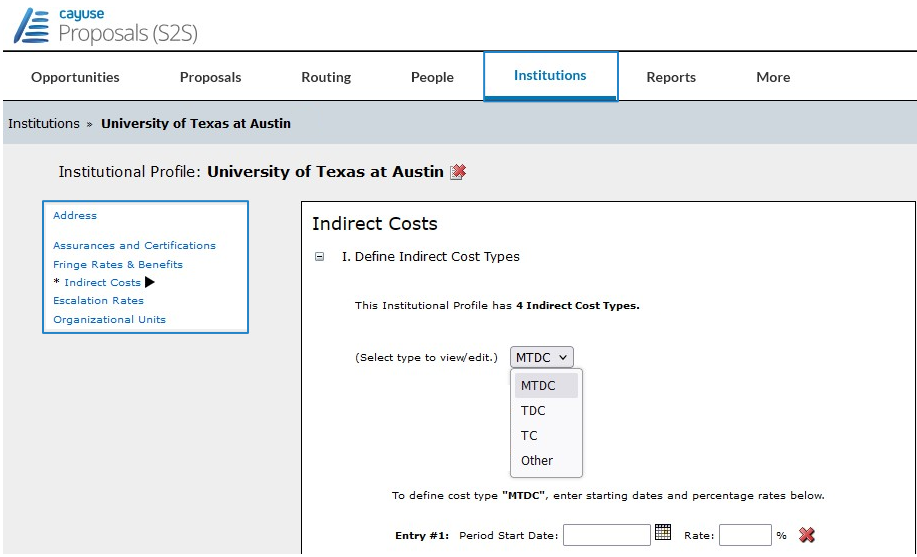 cayuse
Proposals (S2S)
Opportunities Proposals Routing People Institutions Reports More
Institutions » University of Texas at Austin
Institutional Profile: University of Texas at Austin
Address
Assurances and Certifications
Fringe Rates & Benefits
* Indirect Costs
Escalation Rates
Organizational Units
Indirect Costs
I. Define Indirect Cost Types
This Institutional Profile has 4 Indirect Cost Types.
(Select type to view/edit.) MTDC
MTDC
TDC
TC
Other
To define cost type "MTDC", enter starting dates and percentage rates below.
Entry #1: Period Start Date: Rate: %